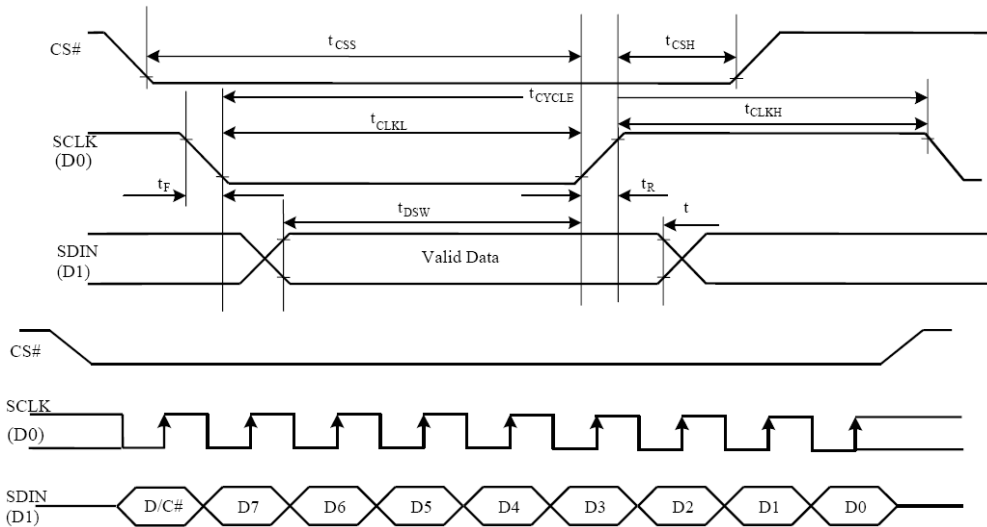 CS#
tCSS
tCSH
tCYCLE
tCLKL
tCLKH
SCLK
(D0)
tF
tR
tDSW
t
SDIN
(D1)
Valid Data
CS#
SCLK
(D0)
SDIN
(D1)
D/C# D7 D6 D5 D4 D3 D2 D1 D0